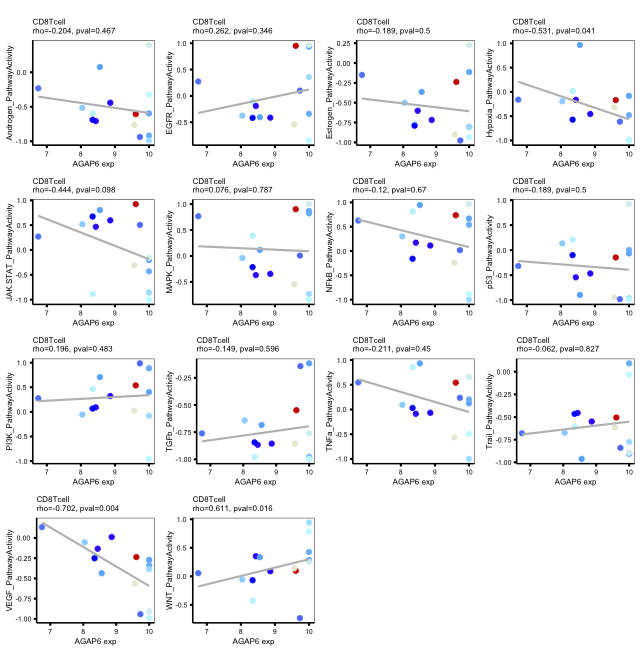 CD8Tcell
rho=-0.204, pval=0.467
Androgen_PathwayActivity
0.0
-0.5
-1.0
7 8 9 10
AGAP6 exp
CD8Tcell
rho=0.262, pval=0.346
EGFR_PathwayActivity
1.0
0.5
0.0
-0.5
-1.0
7 8 9 10
AGAP6 exp
CD8Tcell
rho=-0.189, pval=0.5
Estrogen_PathwayActivity
0.25
0.00
-0.25
-0.50
-0.75
-1.00
7 8 9 10
AGAP6 exp
CD8Tcell
rho=-0.531, pval=0.041
Hypoxia_PathwayActivity
1.0
0.5
0.0
-0.5
-1.0
7 8 9 10
AGAP6 exp
CD8Tcell
rho=-0.444, pval=0.098
JAK-STAT_PathwayActivity
1.0
0.5
0.0
-0.5
-1.0
7 8 9 10
AGAP6 exp
CD8Tcell
rho=0.076, pval=0.787
MAPK_PathwayActivity
1.0
0.5
0.0
-0.5
7 8 9 10
AGAP6 exp
CD8Tcell
rho=-0.12, pval=0.67
NFkB_PathwayActivity
1.0
0.5
0.0
-0.5
-1.0
7 8 9 10
AGAP6 exp
CD8Tcell
rho=-0.189, pval=0.5
p53_PathwayActivity
1.0
0.5
0.0
-0.5
-1.0
7 8 9 10
AGAP6 exp
CD8Tcell
rho=0.196, pval=0.483
PI3K_PathwayActivity
1.0
0.5
0.0
-0.5
-1.0
7 8 9 10
AGAP6 exp
CD8Tcell
rho=-0.149, pval=0.596
TGFb_PathwayActivity
-0.25
-0.50
-0.75
-1.00
7 8 9 10
AGAP6 exp
CD8Tcell
rho=-0.211, pval=0.45
TNFa_PathwayActivity
1.0
0.5
0.0
-0.5
-1.0
7 8 9 10
AGAP6 exp
CD8Tcell
rho=-0.062, pval=0.827
Trail_PathwayActivity
0.0
-0.5
-1.00
7 8 9 10
AGAP6 exp
CD8Tcell
rho=-0.702, pval=0.004
VEGF_PathwayActivity
0.00
-0.25
-0.50
-0.75
-1.00
7 8 9 10
AGAP6 exp
CD8Tcell
rho=0.611, pval=0.016
WNT_PathwayActivity
1.0
0.5
0.0
-0.5
7 8 9 10
AGAP6 exp